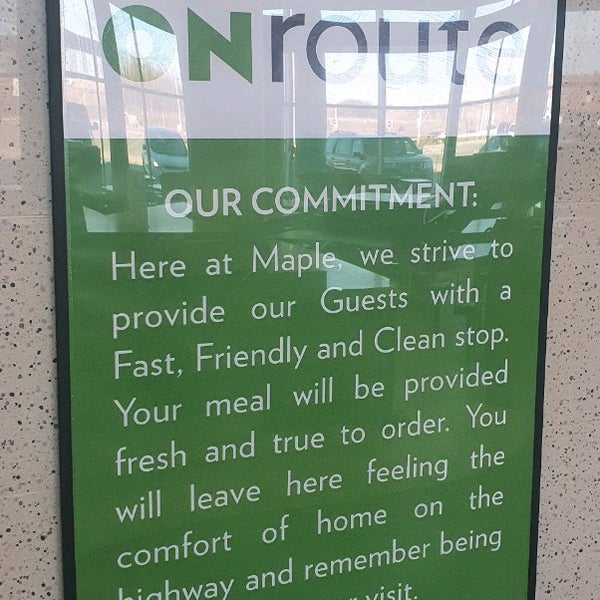 ONroute
OUR COMMITMENT:
Here at Maple, we strive to
provide our Guests with a
Fast, Friendly and Clean stop.
Your meal will be provided
fresh and true to order. You
will leave here feeling the
comfort of home on the
highway and remember being
visit.